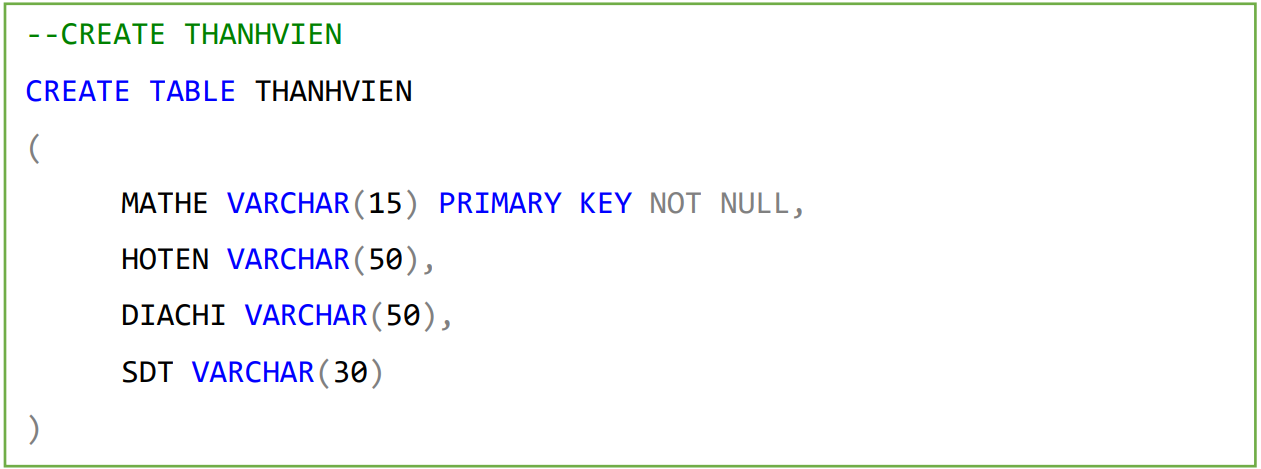 --CREATE THANHVIEN
CREATE TABLE THANHVIEN
(
MATHE VARCHAR(15) PRIMARY KEY NOT NULL,
HOTEN VARCHAR(50),
DIACHI VARCHAR(50),
SDT VARCHAR(30)
)